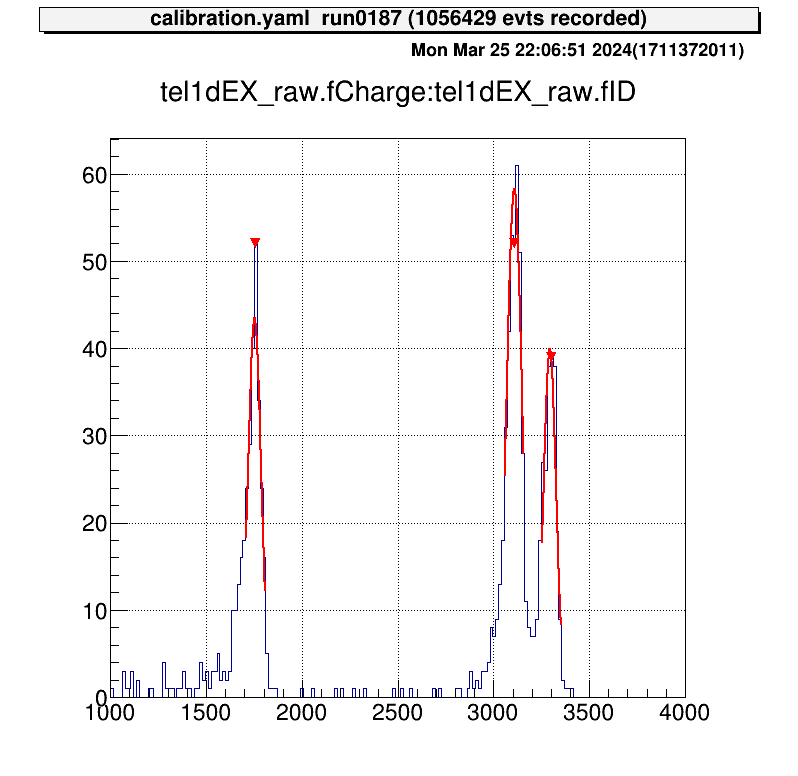 calibration.yaml run0187 (1056429 evts recorded)
Mon Mar 25 22:06:51 2024(1711372011)
tel1dEX_raw.fCharge:tel1dEX_raw.fID
60
50
40
30
20
10
0
1000 1500 2000 2500 3000 3500 4000